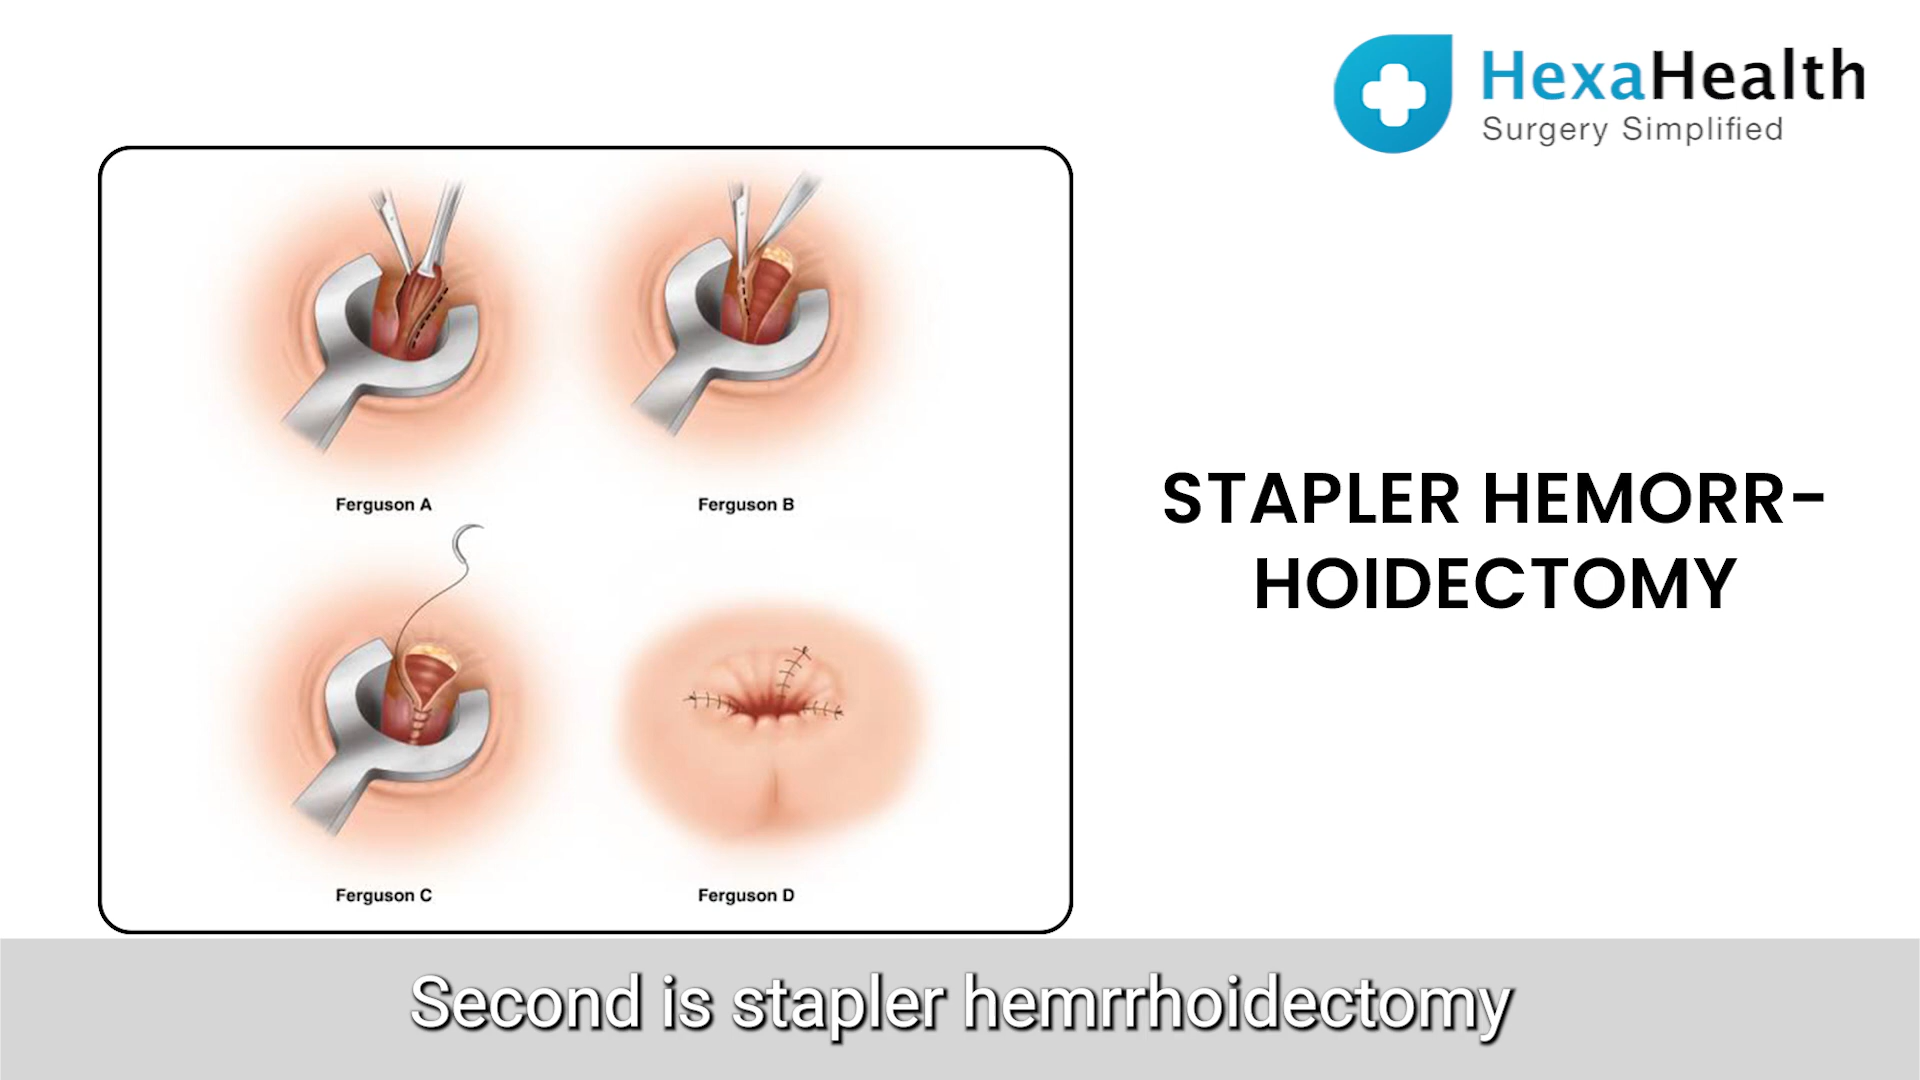 HexaHealth
Surgery Simplified
Ferguson A
Ferguson B
Ferguson C
Ferguson D
STAPLER HEMORR-
HOIDECTOMY
Second is stapler hemrrhoidectomy